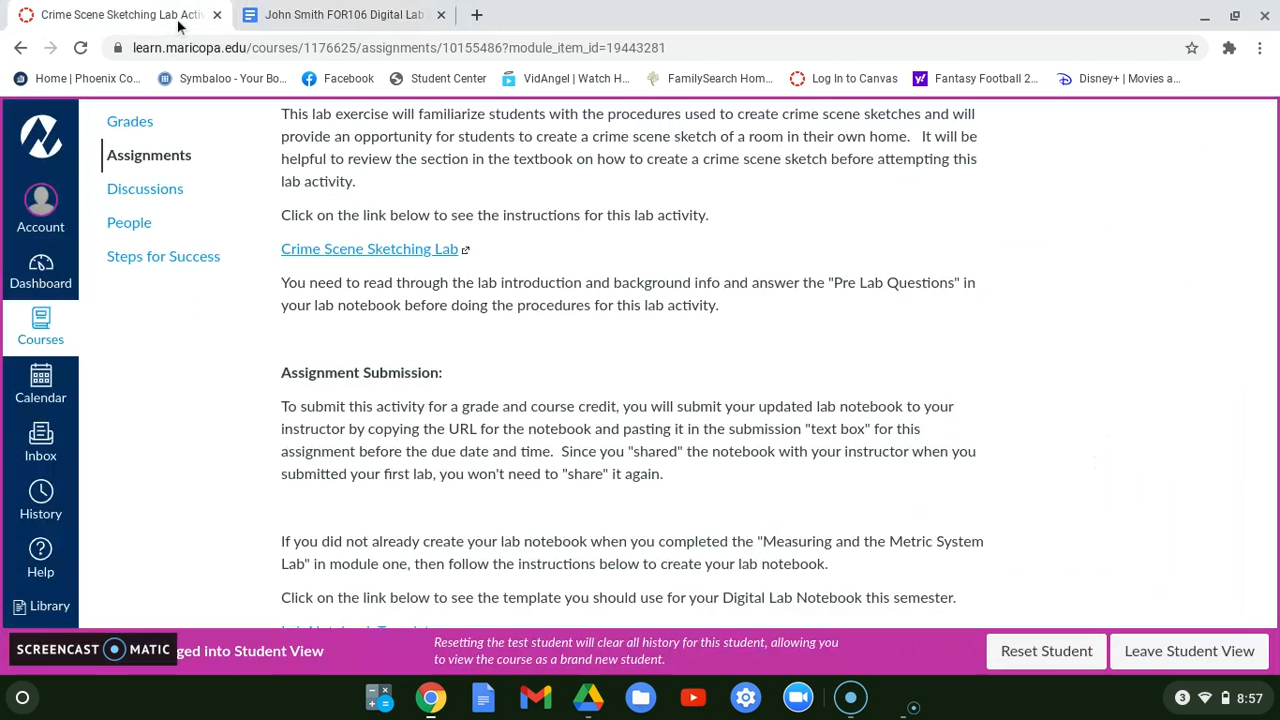 Crime Scene Sketching Lab Acti
John Smith FOR106 Digital Lab
learn.maricopa.edu/courses/1176625/assignments/10155486?module_item_id=19443281
Home | Phoenix Co...
Symbaloo - Your Bo...
Facebook
Student Center
VidAngel | Watch H...
FamilySearch Hom...
Log In to Canvas
Fantasy Football 2...
Disney+ | Movies a...
Account
Dashboard
Courses
Calendar
Inbox
History
Help
Library
Grades
Assignments
Discussions
People
Steps for Success
This lab exercise will familiarize students with the procedures used to create crime scene sketches and will
provide an opportunity for students to create a crime scene sketch of a room in their own home. It will be
helpful to review the section in the textbook on how to create a crime scene sketch before attempting this
lab activity.
Click on the link below to see the instructions for this lab activity.
Crime Scene Sketching Lab
You need to read through the lab introduction and background info and answer the "Pre Lab Questions" in
your lab notebook before doing the procedures for this lab activity.
Assignment Submission:
To submit this activity for a grade and course credit, you will submit your updated lab notebook to your
instructor by copying the URL for the notebook and pasting it in the submission "text box" for this
assignment before the due date and time. Since you "shared" the notebook with your instructor when you
submitted your first lab, you won't need to "share" it again.
If you did not already create your lab notebook when you completed the "Measuring and the Metric System
Lab" in module one, then follow the instructions below to create your lab notebook.
Click on the link below to see the template you should use for your Digital Lab Notebook this semester.
SCREENCAST MATIC
ged into Student View
Resetting the test student will clear all history for this student, allowing you
to view the course as a brand new student.
Reset Student
Leave Student View
3
8:57